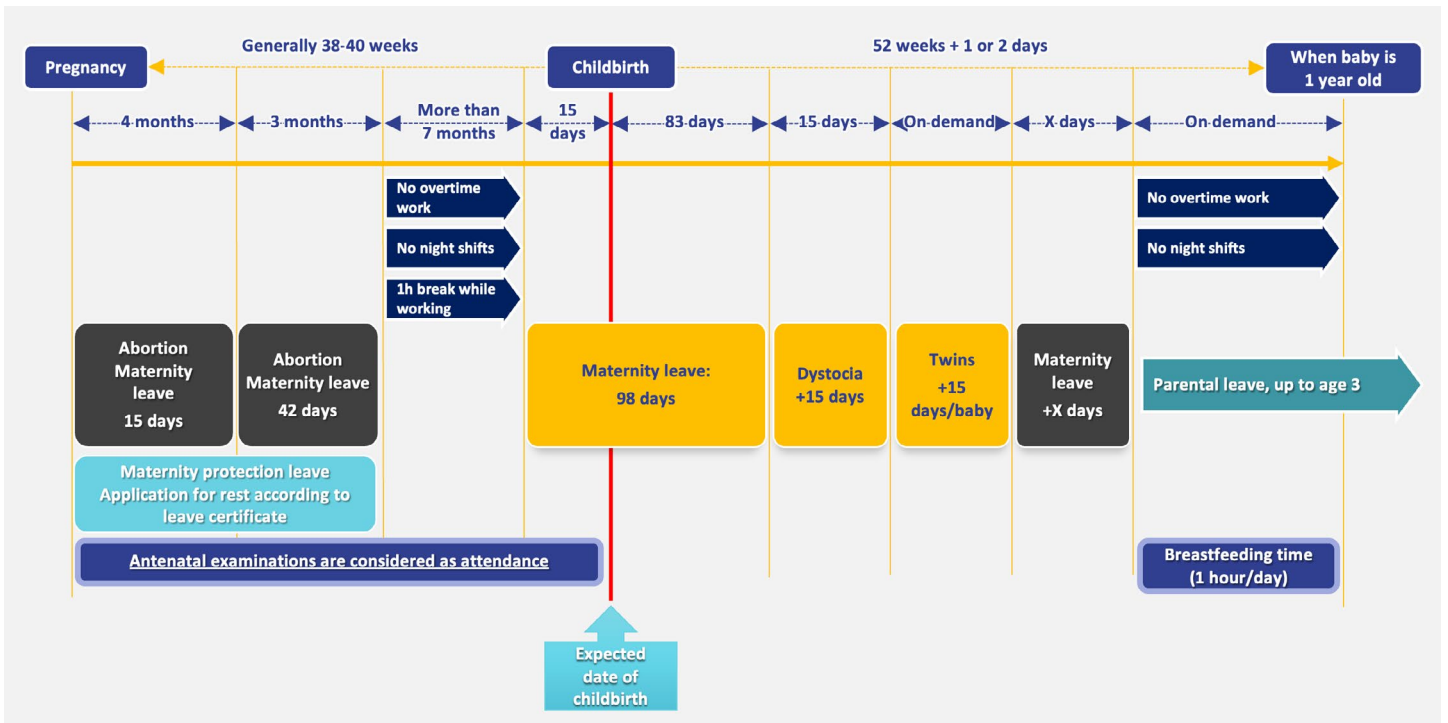 Generally 38-40 weeks
52 weeks + 1 or 2 days
Pregnancy
Childbirth
When baby is
1 year old
4 months
3 months
More than
7 months
15
days
83 days
15 days
On demand
X days
On demand
No overtime
work
No night shifts
1h break while
working
No overtime work
No night shifts
Abortion
Maternity
leave
15 days
Abortion
Maternity leave
42 days
Maternity leave:
98 days
Dystocia
+15 days
Twins
+15
days/baby
Maternity
leave
+X days
Parental leave, up to age 3
Maternity protection leave
Application for rest according to
leave certificate
Antenatal examinations are considered as attendance
Breastfeeding time
(1 hour/day)
Expected
date of
childbirth